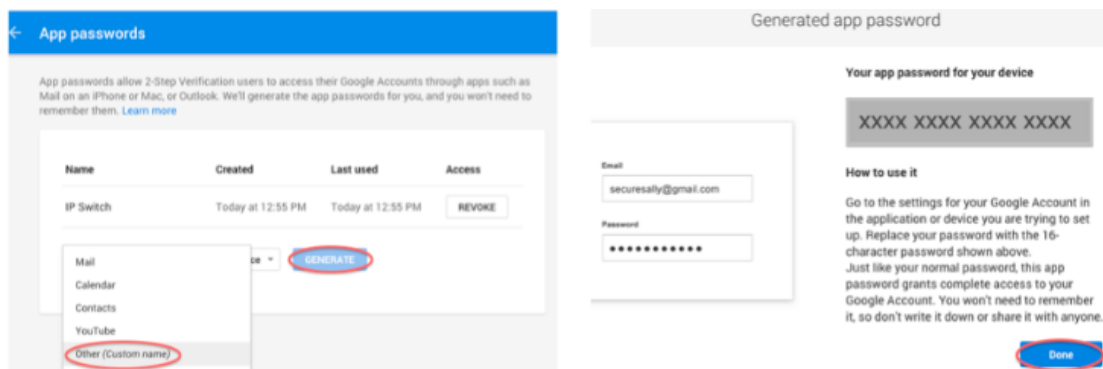 App passwords
App passwords allow 2-Step Verification users to access their Google Accounts through apps such as
Mail on an iPhone or Mac, or Outlook. We'll generate the app passwords for you, and you won't need to
remember them. Learn more
Name Created Last used Access
IP Switch Today at 12:55 PM Today at 12:55 PM REVOKE
ce GENERATE
Mail
Calendar
Contacts
YouTube
Other (Custom name)
Generated app password
Your app password for your device
XXXX XXXX XXXX XXXX
Email
securesally@gmail.com
Password
How to use it
Go to the settings for your Google Account in
the application or device you are trying to set
up. Replace your password with the 16-
character password shown above.
Just like your normal password, this app
password grants complete access to your
Google Account. You won't need to remember
it, so don't write it down or share it with anyone.
Done